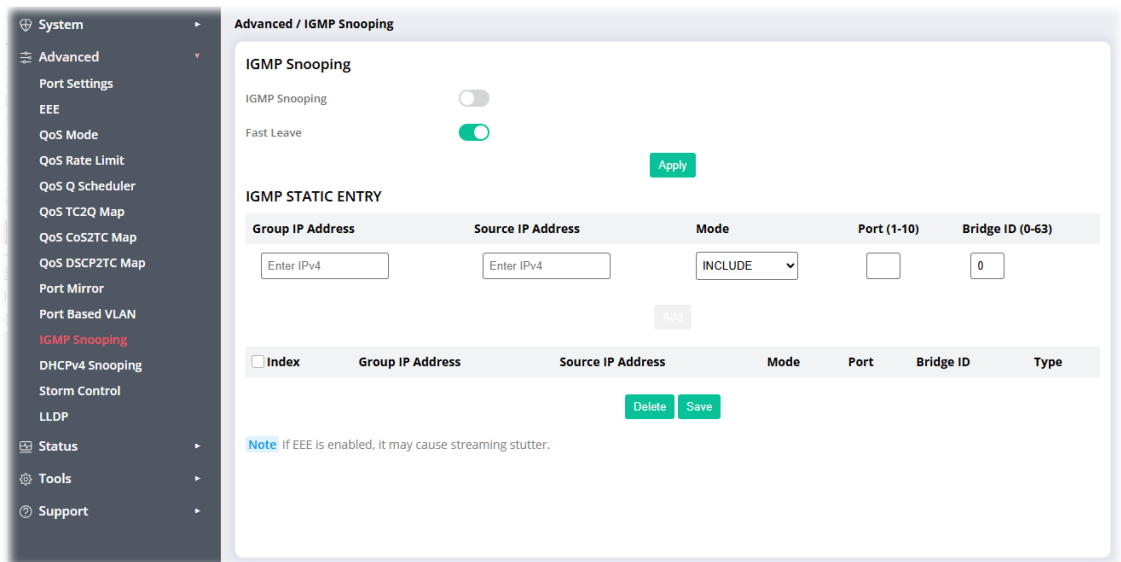 System
Advanced
Port Settings
EEE
QoS Mode
QoS Rate Limit
QoS Q Scheduler
QoS TC2Q Map
QoS CoS2TC Map
QoS DSCP2TC Map
Port Mirror
Port Based VLAN
IGMP Snooping
DHCPv4 Snooping
Storm Control
LLDP
Status
Tools
Support
Advanced / IGMP Snooping
IGMP Snooping
IGMP Snooping
Fast Leave
Apply
IGMP STATIC ENTRY
Group IP Address Source IP Address Mode Port (1-10) Bridge ID (0-63)
Enter IPv4 Enter IPv4 INCLUDE 0
Add
Index Group IP Address Source IP Address Mode Port Bridge ID Type
Delete Save
Note If EEE is enabled, it may cause streaming stutter.